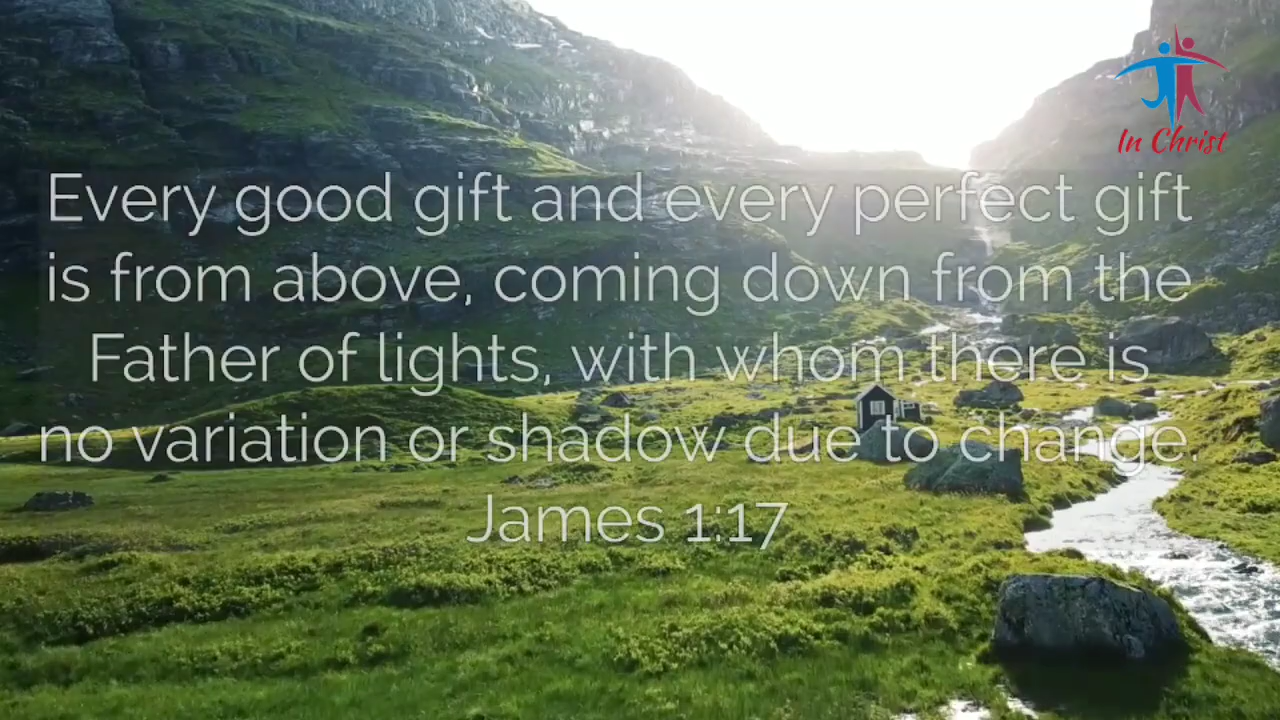 In Christ
Every good gift and every perfect gift
is from above, coming down from the
Father of lights, with whom there is
no variation or shadow due to change.
James 1:17